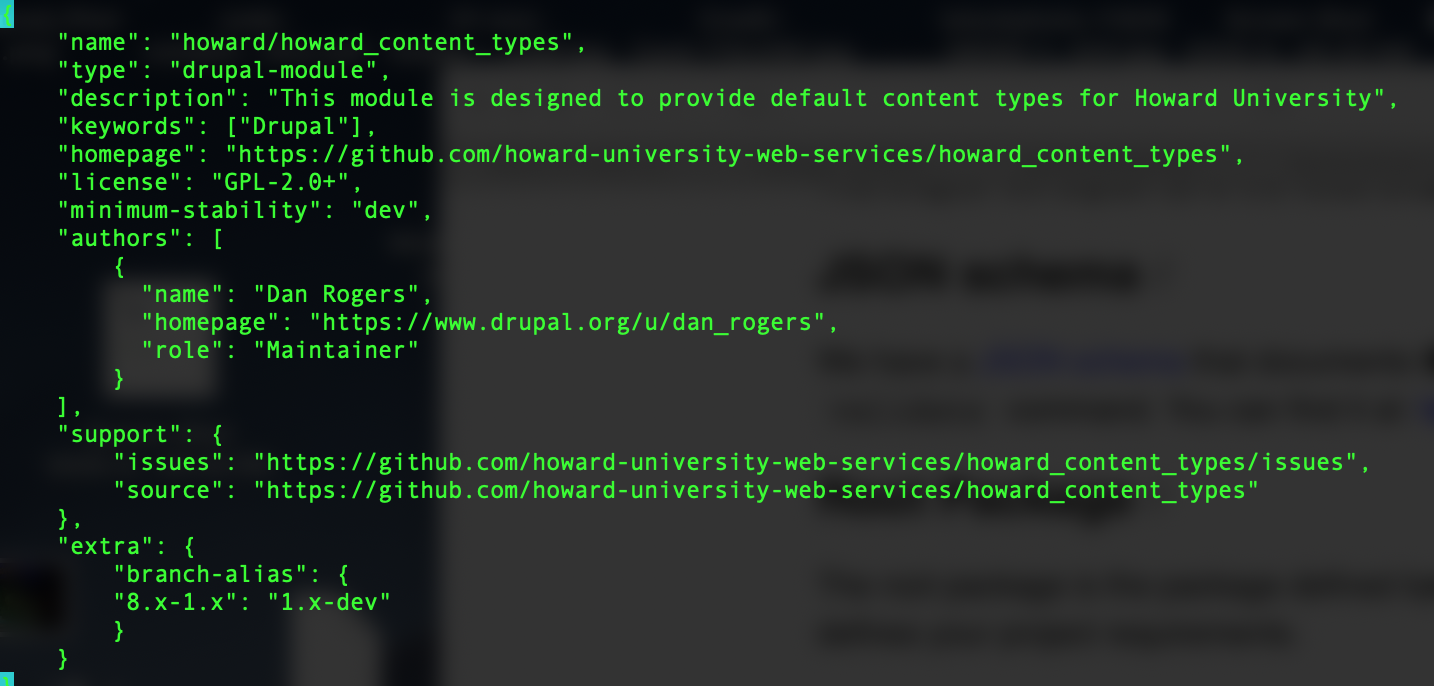 {
    "name": "howard/howard_content_types",
    "type": "drupal-module",
    "description": "This module is designed to provide default content types for Howard University",
    "keywords": ["Drupal"],
    "homepage": "https://github.com/howard-university-web-services/howard_content_types",
    "license": "GPL-2.0+",
    "minimum-stability": "dev",
    "authors": [
        {
          "name": "Dan Rogers",
          "homepage": "https://www.drupal.org/u/dan_rogers",
          "role": "Maintainer"
        }
    ],
    "support": {
        "issues": "https://github.com/howard-university-web-services/howard_content_types/issues",
        "source": "https://github.com/howard-university-web-services/howard_content_types"
    },
    "extra": {
        "branch-alias": {
        "8.x-1.x": "1.x-dev"
        }
    }
}
JSON schema